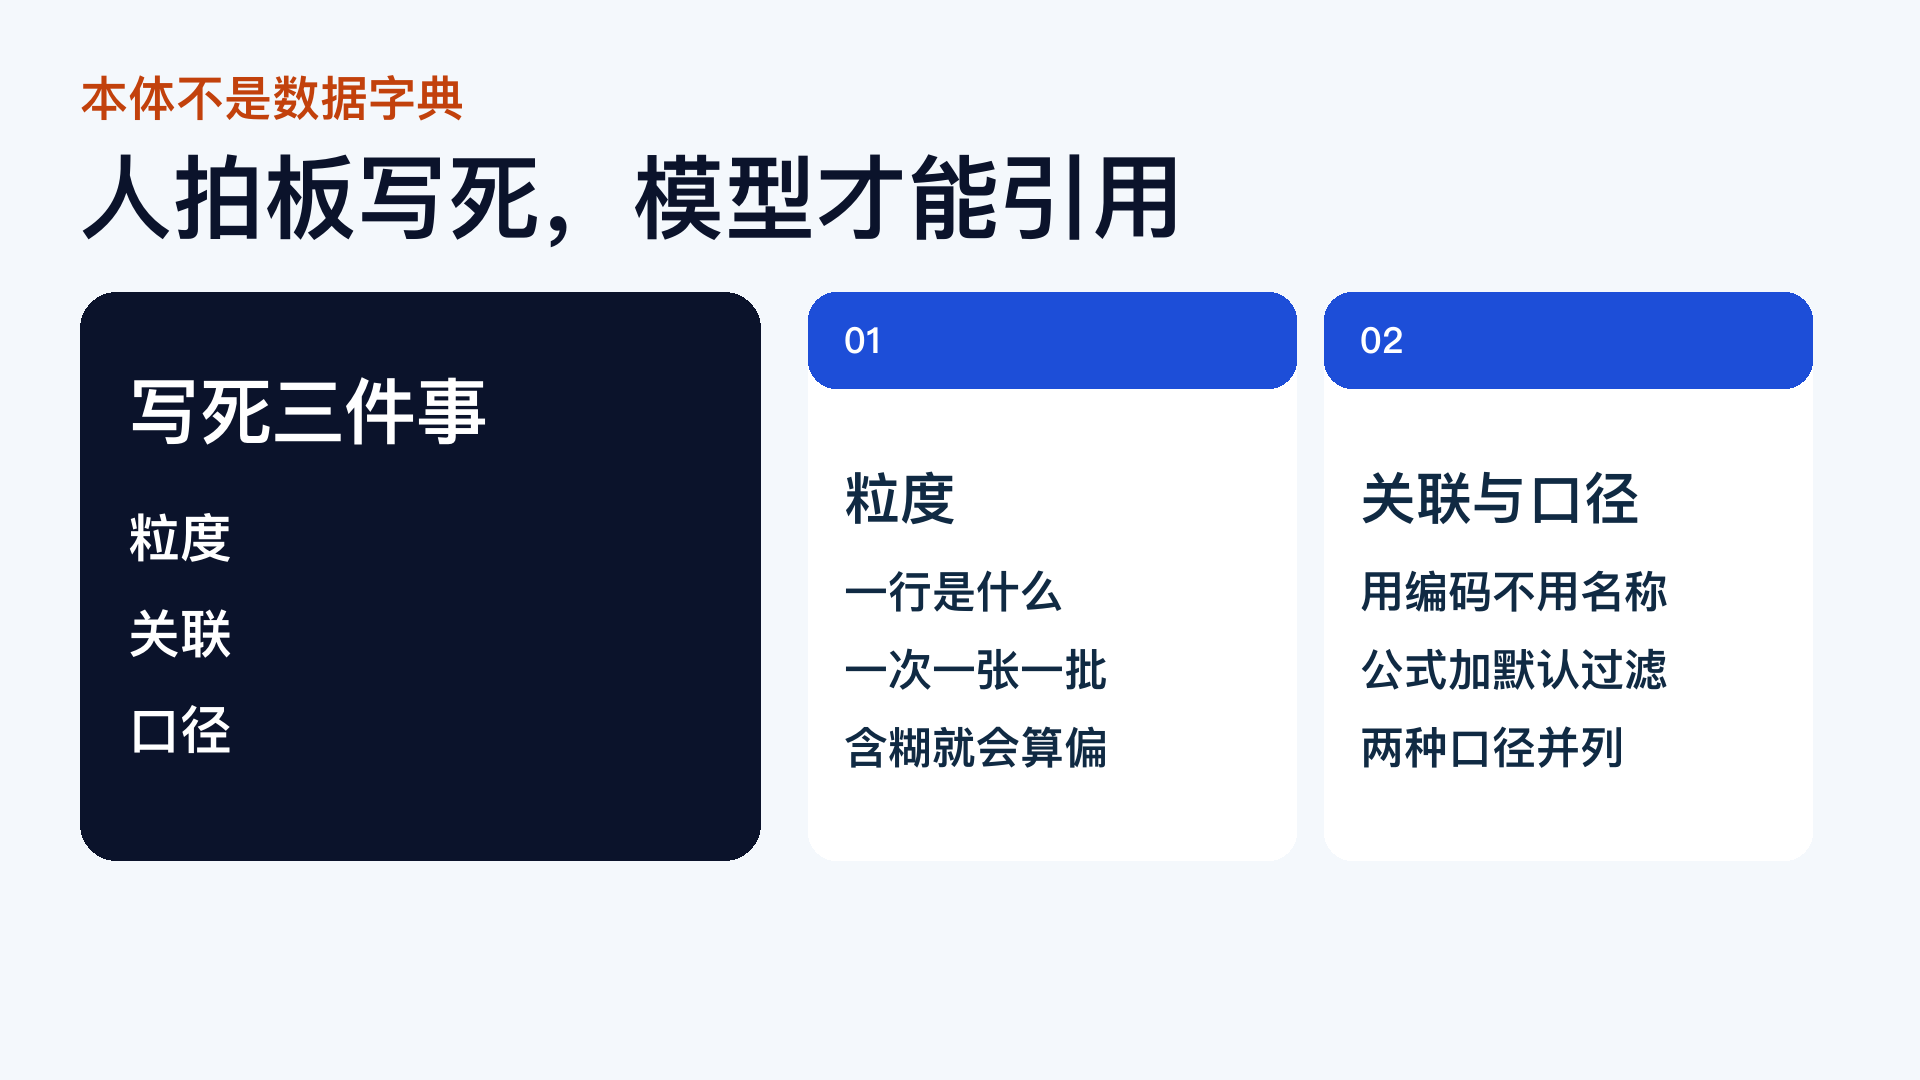 本体不是数据字典
人拍板写死，模型才能引用
写死三件事
粒度
关联
口径
01
粒度
一行是什么
一次一张一批
含糊就会算偏
02
关联与口径
用编码不用名称
公式加默认过滤
两种口径并列